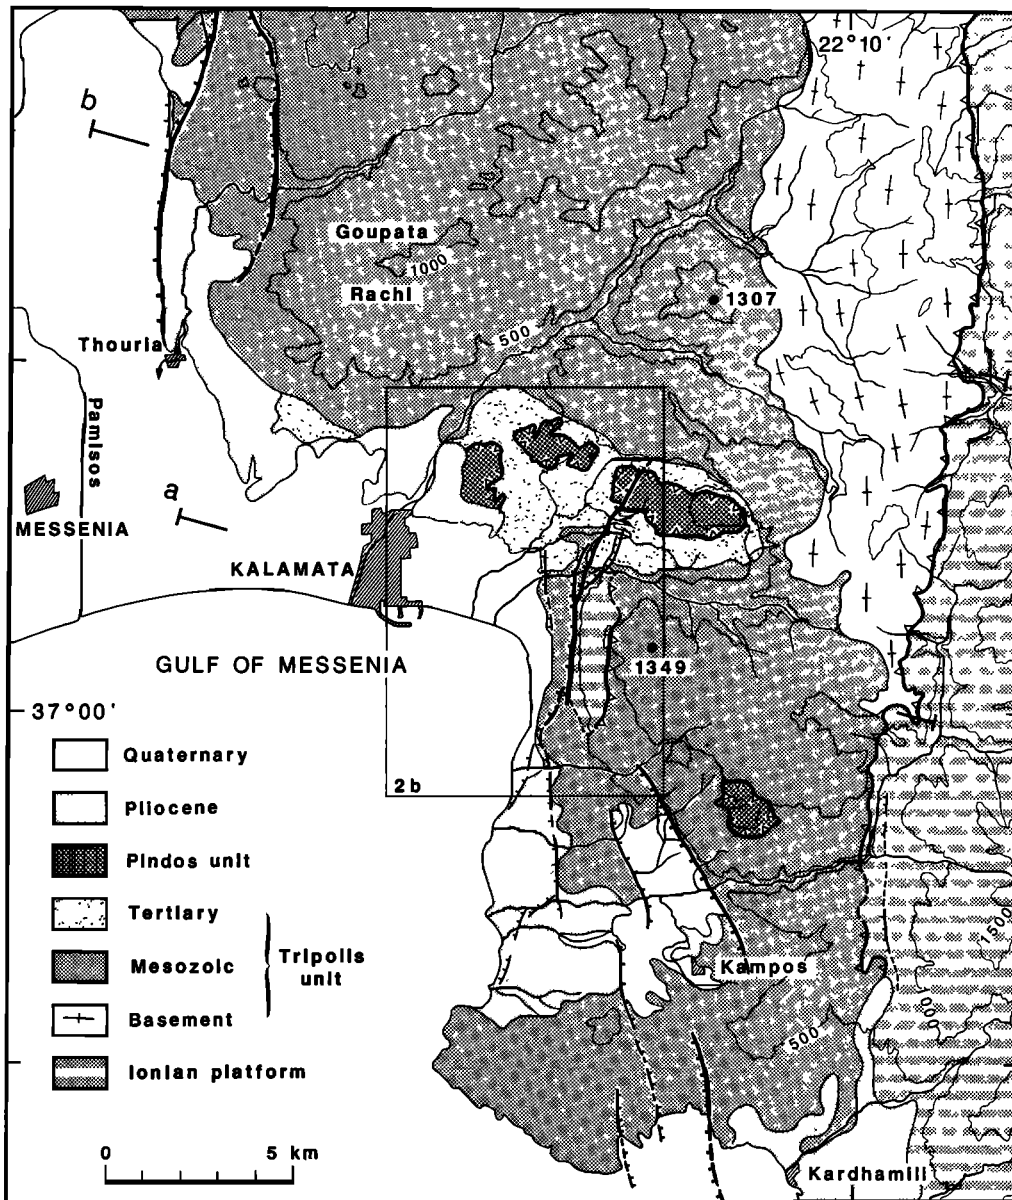 22°10'
b
Goupata
1000
Rachi
1307
500
Thouria
Pamisos
a
MESSENIA
KALAMATA
GULF OF MESSENIA
1349
37°00'
Quaternary
2b
Pliocene
Pindos unit
Tertiary
1500
Mesozoic
Tripolis
unit
Kampos
1000
Basement
500
Ionian platform
0 5 km
Kardhamili